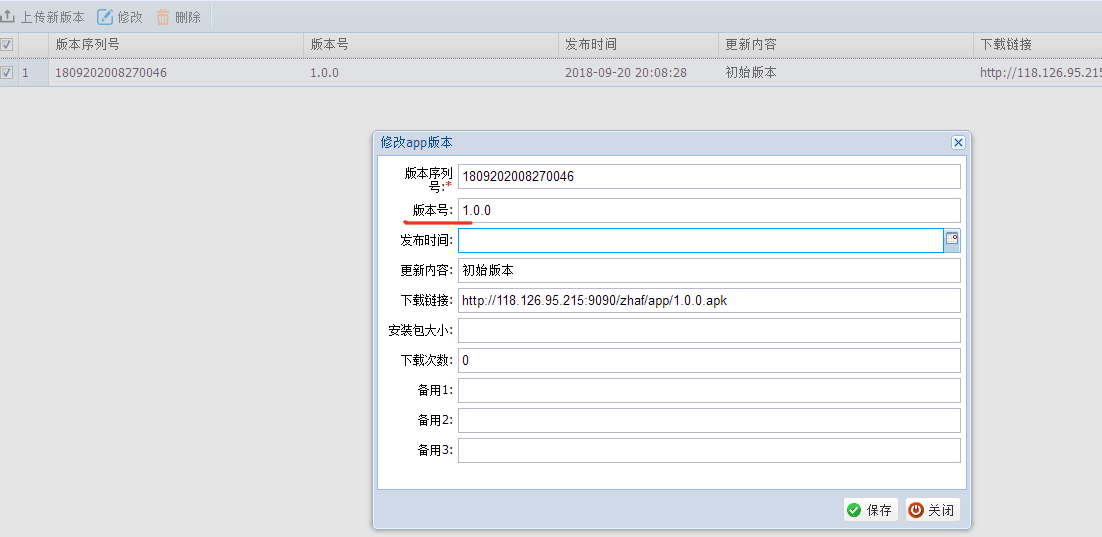 上传新版本 修改 删除
版本序列号 版本号 发布时间 更新内容 下载链接
1 1809202008270046 1.0.0 2018-09-20 20:08:28 初始版本 http://118.126.95.215
修改app版本
版本序列
号:* 1809202008270046
版本号: 1.0.0
发布时间:
更新内容: 初始版本
下载链接: http://118.126.95.215:9090/zhaf/app/1.0.0.apk
安装包大小:
下载次数: 0
备用1:
备用2:
备用3:
保存 关闭